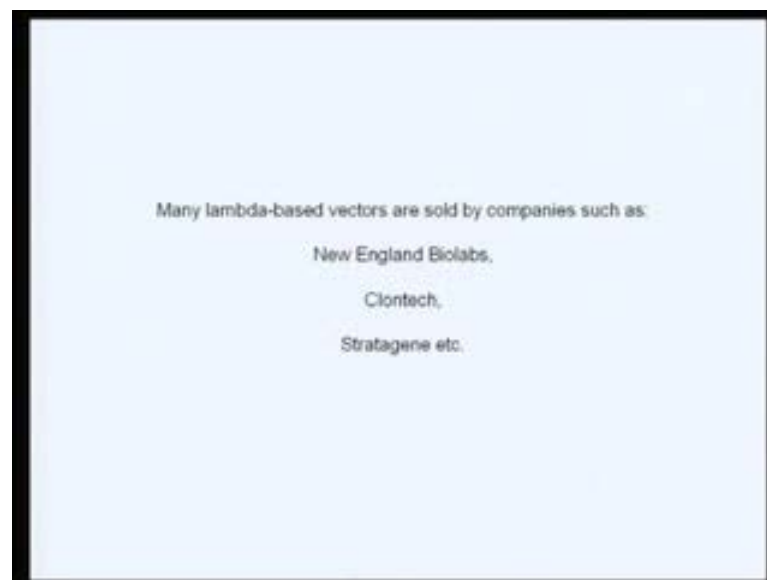 Many lambda-based vectors are sold by companies such as:
New England Biolabs,
Clontech,
Stratagene etc.